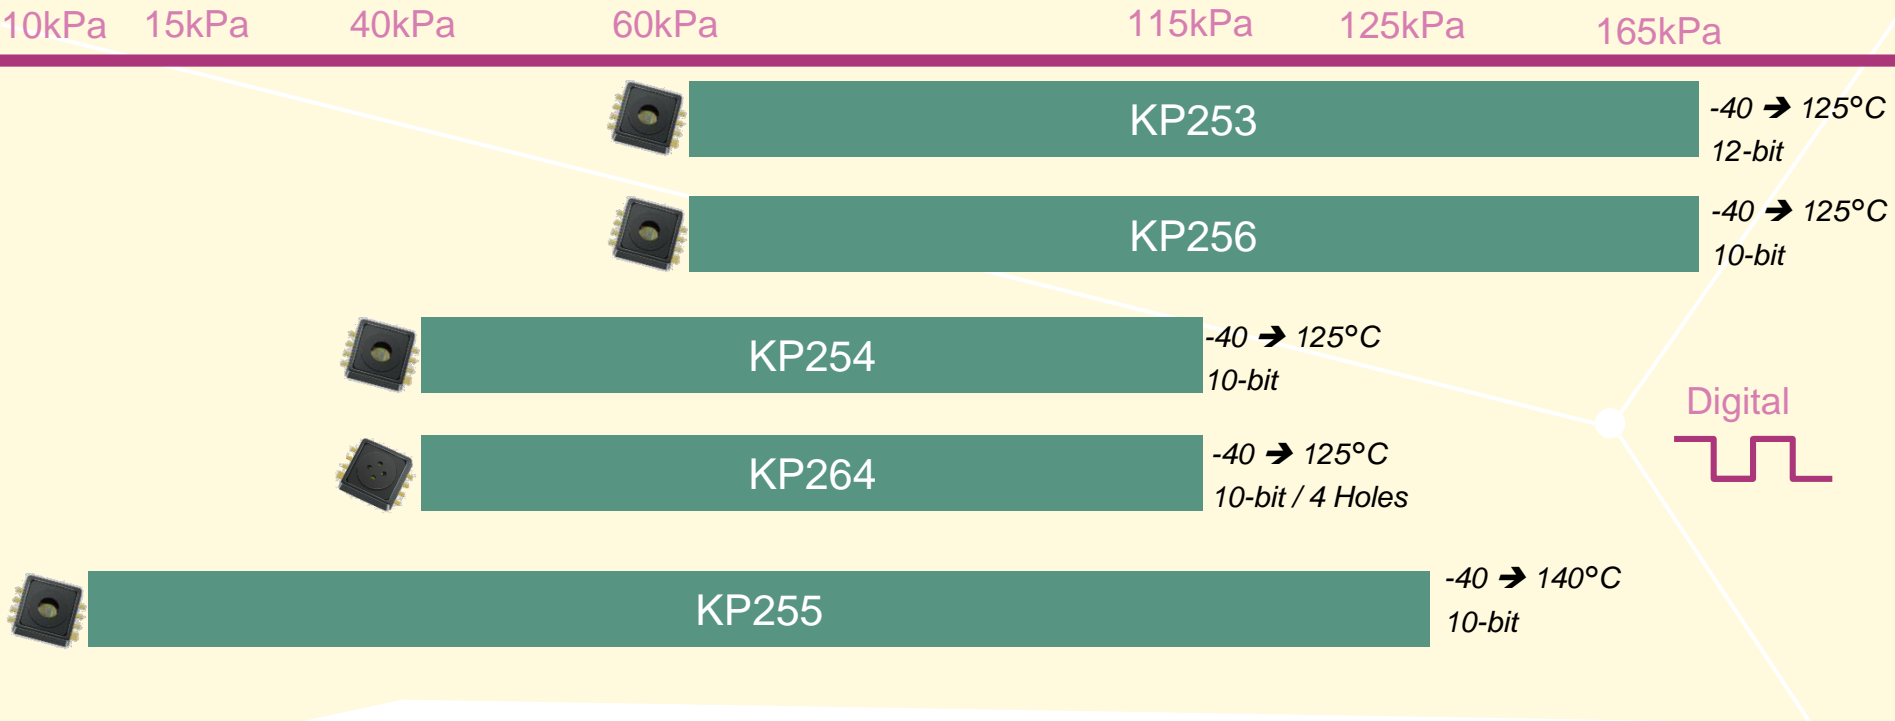 10kPa 15kPa 40kPa 60kPa 115kPa 125kPa 165kPa
KP253
-40 ➔ 125°C
12-bit
KP256
-40 ➔ 125°C
10-bit
KP254
-40 ➔ 125°C
10-bit
Digital
KP264
-40 ➔ 125°C
10-bit / 4 Holes
KP255
-40 ➔ 140°C
10-bit